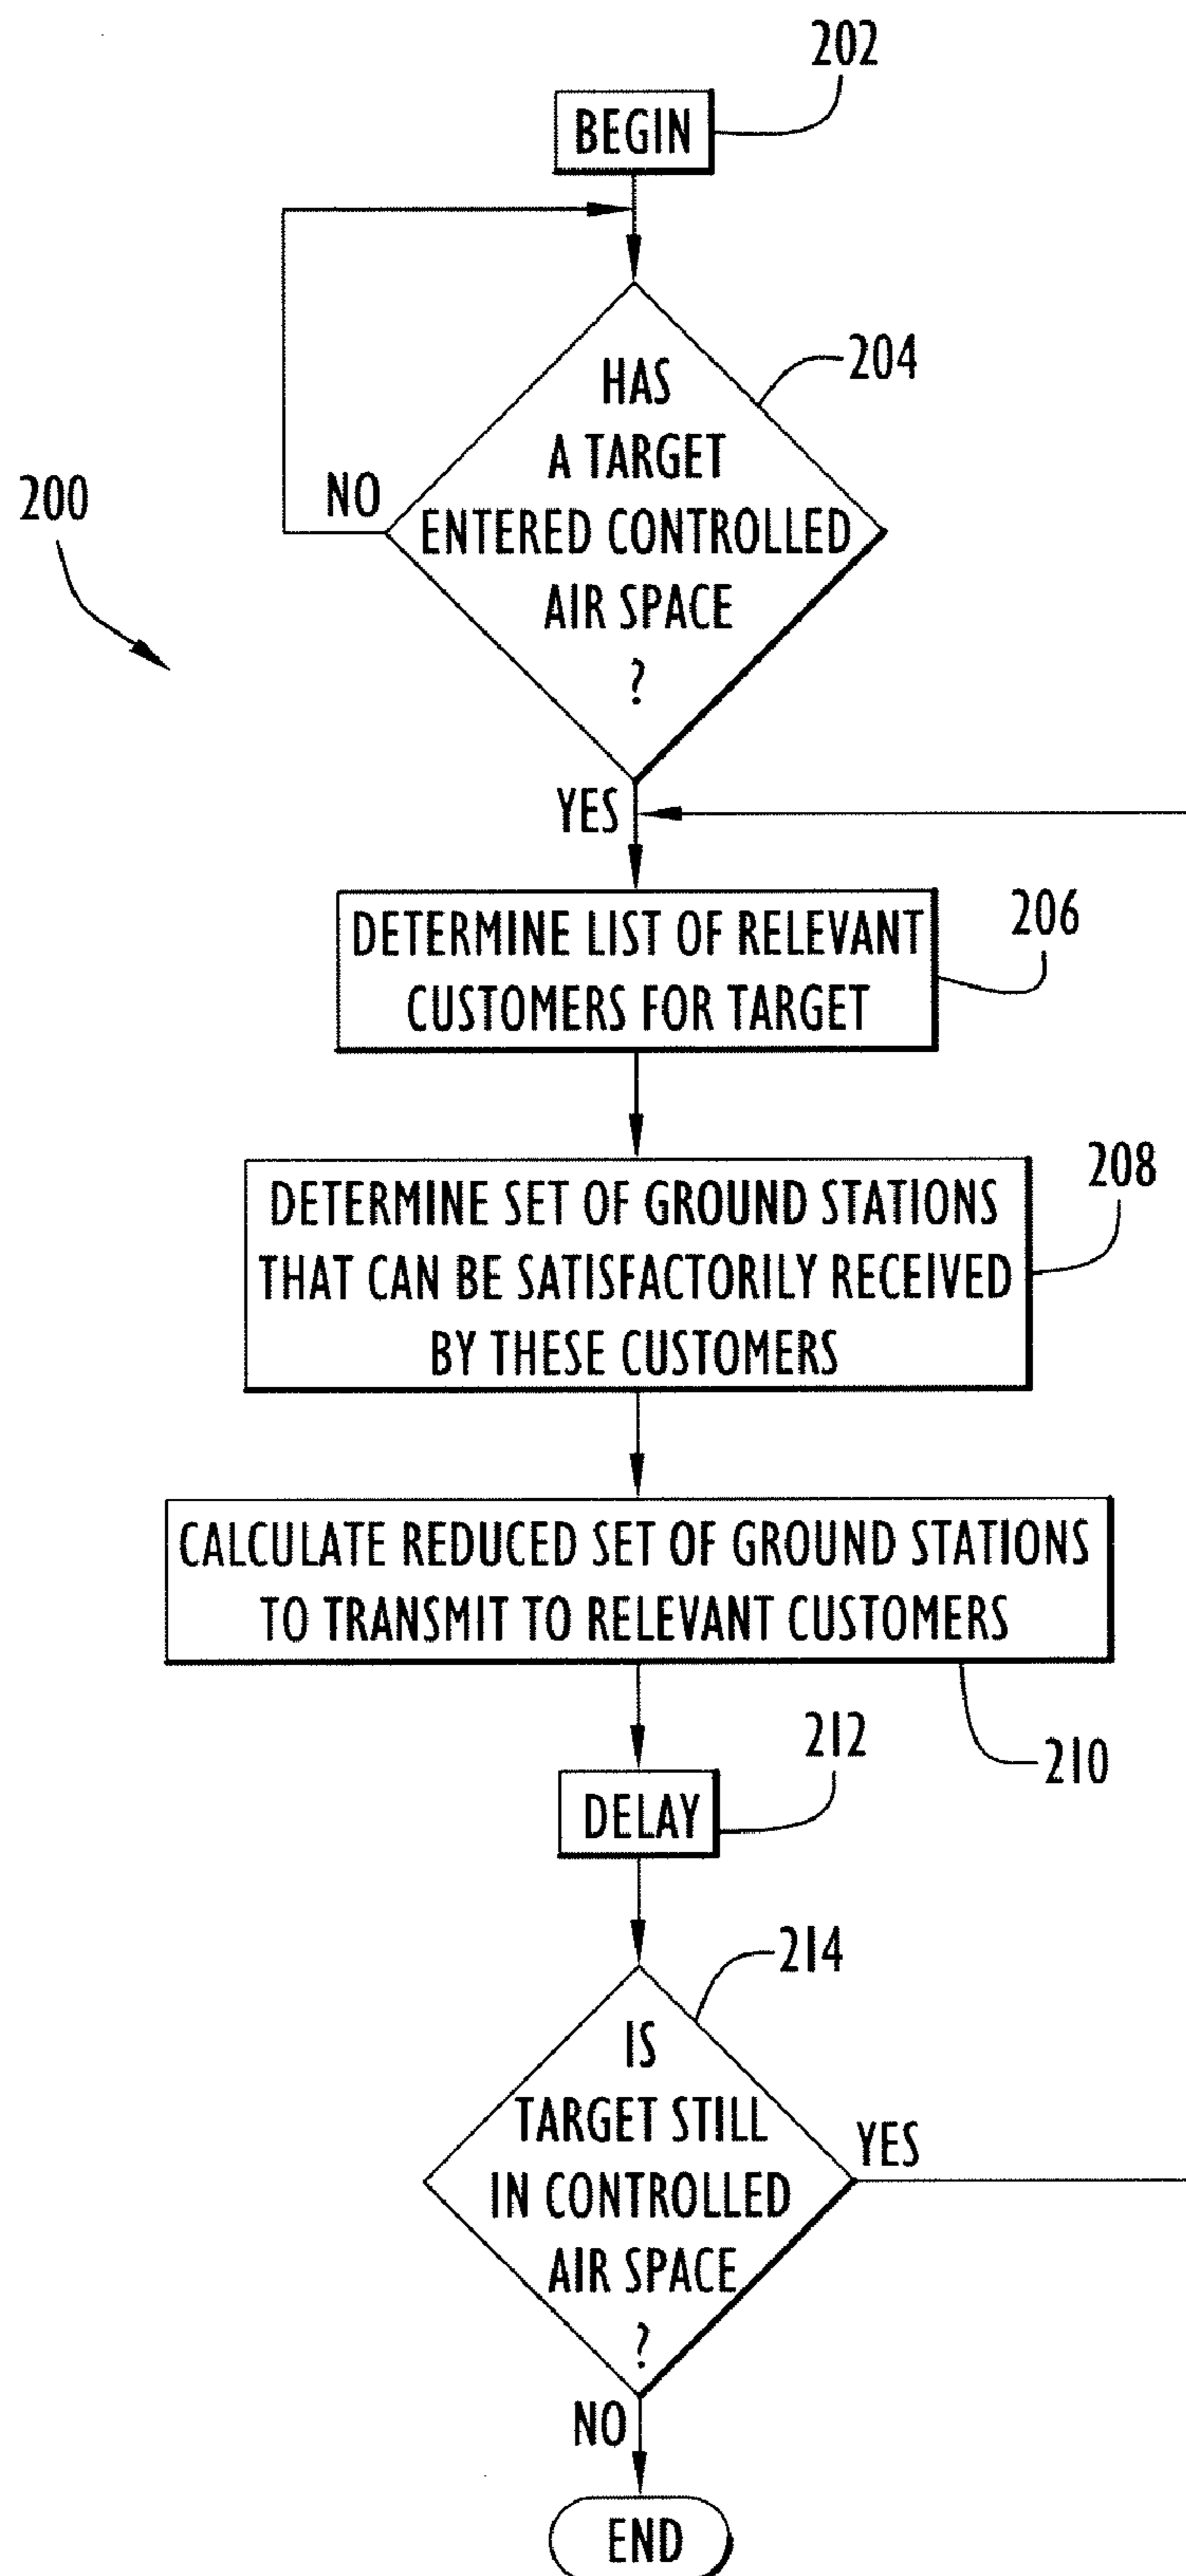 202
BEGIN
204
HAS
A TARGET
ENTERED CONTROLLED
AIR SPACE
?
NO
200
YES
206
DETERMINE LIST OF RELEVANT
CUSTOMERS FOR TARGET
208
DETERMINE SET OF GROUND STATIONS
THAT CAN BE SATISFACTORILY RECEIVED
BY THESE CUSTOMERS
CALCULATE REDUCED SET OF GROUND STATIONS
TO TRANSMIT TO RELEVANT CUSTOMERS
210
212
DELAY
214
IS
TARGET STILL
IN CONTROLLED
AIR SPACE
?
YES
NO
END